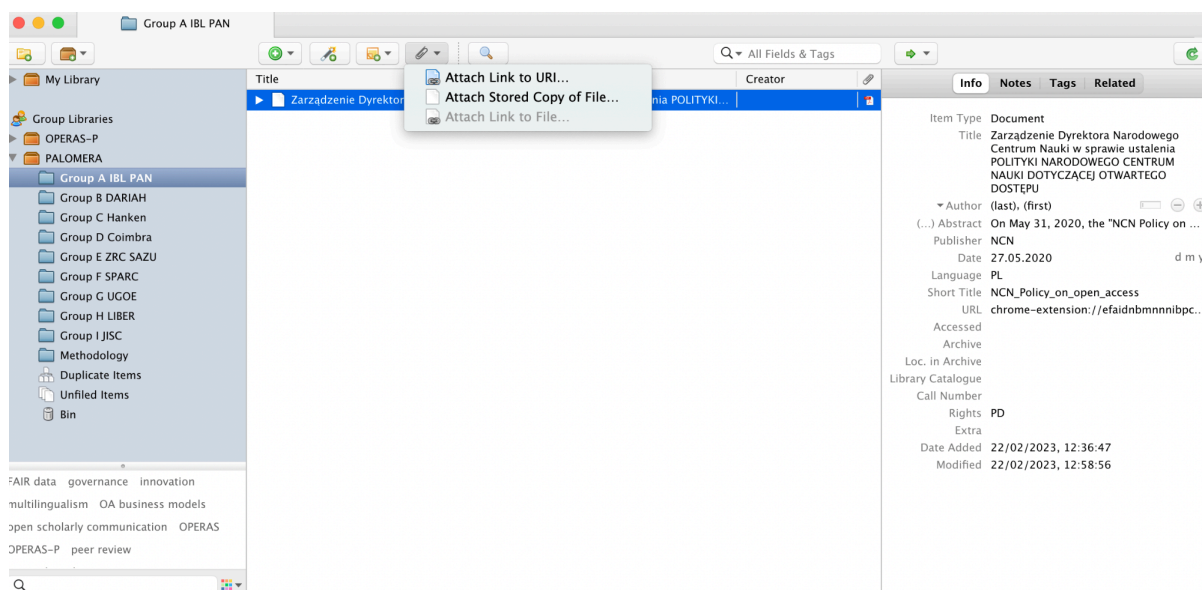 Group A IBL PAN
All Fields & Tags
My Library
Group Libraries
OPERAS-P
PALOMERA
Group A IBL PAN
Group B DARIAH
Group C Hanken
Group D Coimbra
Group E ZRC SAZU
Group F SPARC
Group G UGOE
Group H LIBER
Group I JISC
Methodology
Duplicate Items
Unfiled Items
Bin
FAIR data governance innovation
multilingualism OA business models
open scholarly communication OPERAS
OPERAS-P peer review
Title Creator
Zarządzenie Dyrektor nia POLITYKI...
Attach Link to URI...
Attach Stored Copy of File...
Attach Link to File...
Info Notes Tags Related
Item Type Document
Title Zarządzenie Dyrektora Narodowego
Centrum Nauki w sprawie ustalenia
POLITYKI NARODOWEGO CENTRUM
NAUKI DOTYCZĄCEJ OTWARTEGO
DOSTĘPU
Author (last), (first)
(...) Abstract On May 31, 2020, the "NCN Policy on ...
Publisher NCN
Date 27.05.2020 d m y
Language PL
Short Title NCN_Policy_on_open_access
URL chrome-extension://efaidnbmnnnibpc...
Accessed
Archive
Loc. in Archive
Library Catalogue
Call Number
Rights PD
Extra
Date Added 22/02/2023, 12:36:47
Modified 22/02/2023, 12:58:56